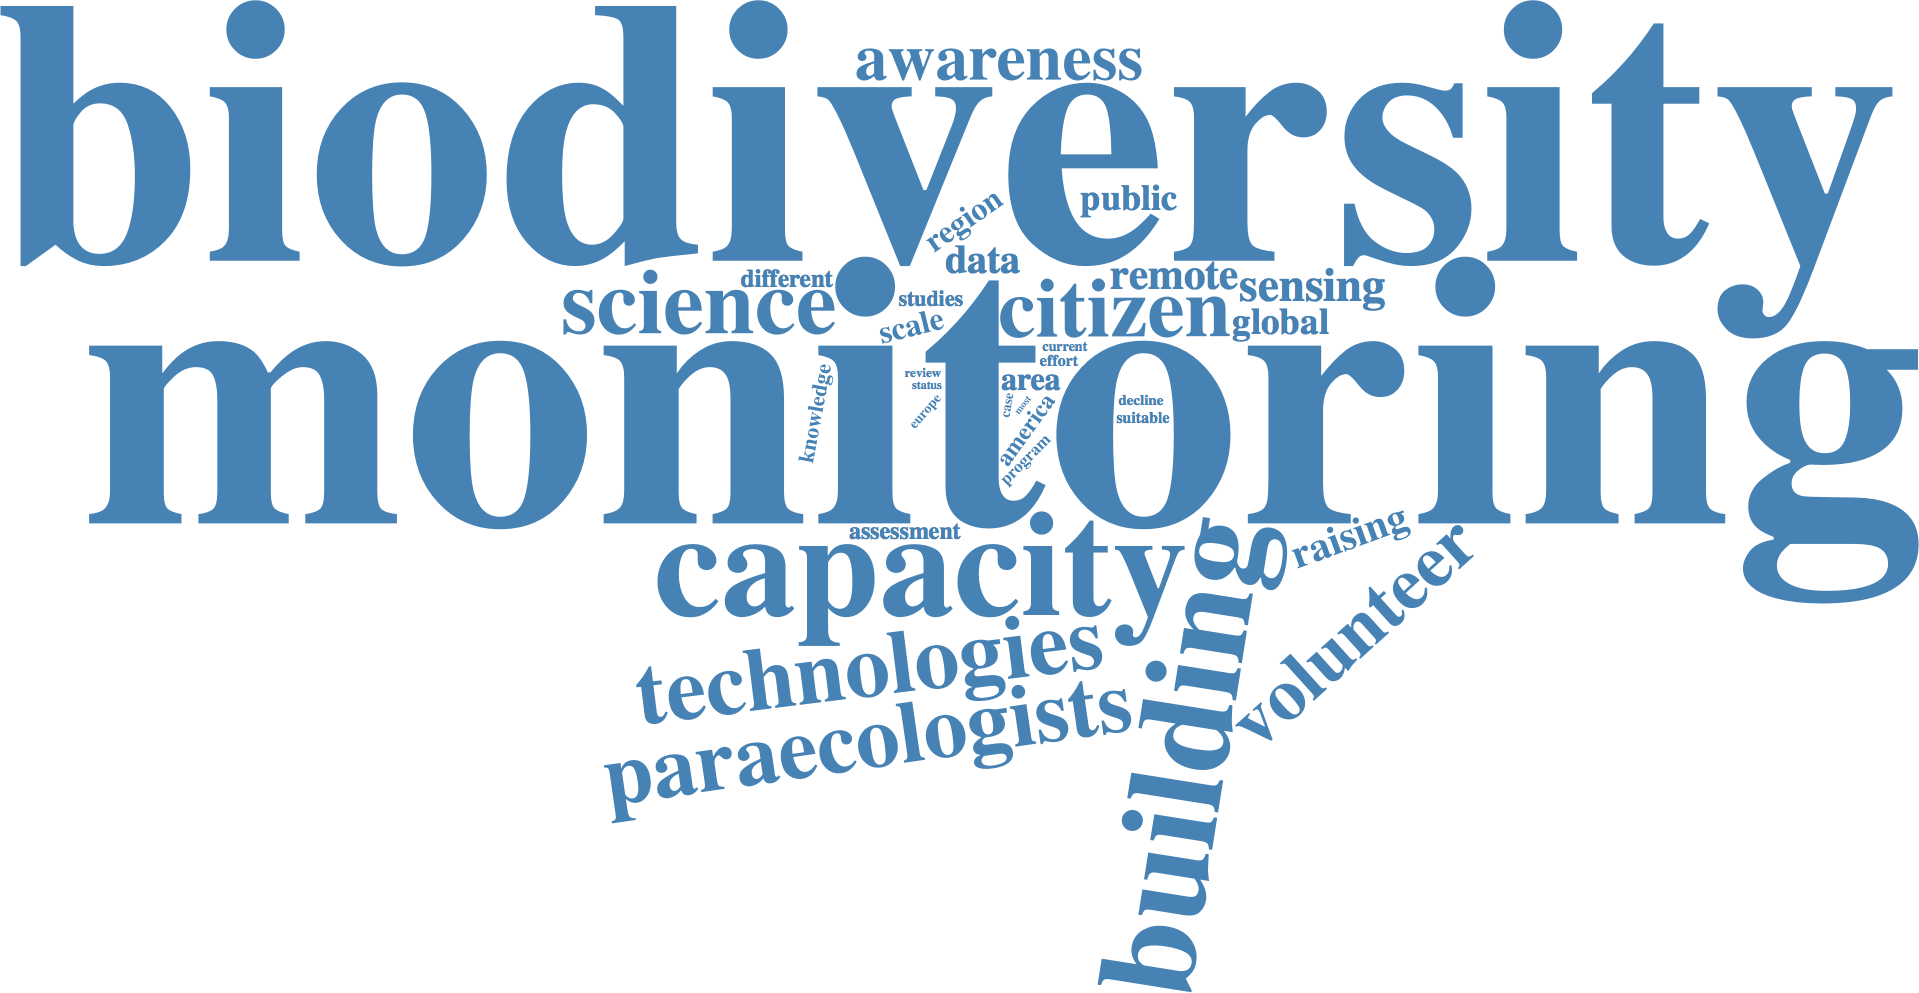 awareness
biodiversity
public
region
data
different
science
studies
scale
citizen
remote
sensing
global
monitoring
current
effort
knowledge
review
status
europe
area
case
most
america
program
decline
suitable
assessment
capacity
raising
building
volunteer
technologies
paraecologists